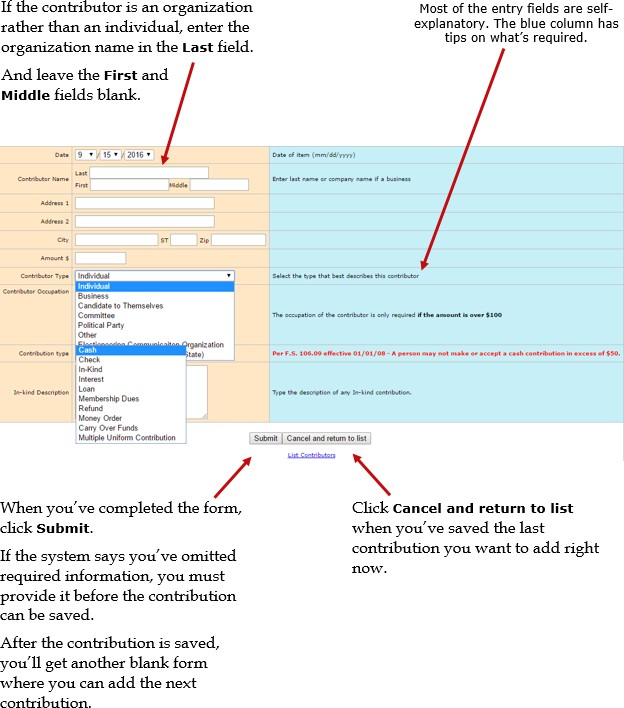 If the contributor is an organization
rather than an individual, enter the
organization name in the Last field.
And leave the First and
Middle fields blank.
Most of the entry fields are self-
explanatory. The blue column has
tips on what's required.
Date 9 / 15 / 2016 Date of item (mm/dd/yyyy)
Contributor Name Last
First Middle Enter last name or company name if a business
Address 1
Address 2
City ST Zip
Amount $
Contributor Type Individual Select the type that best describes this contributor
Individual
Contributor Occupation
Business
Candidate to Themselves
Committee
Political Party
Other
The occupation of the contributor is only required if the amount is over $100
Electioneering Communicaiton Organization
State)
Contribution type Cash Per F.S. 106.09 effective 01/01/08 - A person may not make or accept a cash contribution in excess of $50.
Check
In-Kind
Interest
Loan
In-kind Description Type the description of any In-kind contribution.
Membership Dues
Refund
Money Order
Carry Over Funds
Multiple Uniform Contribution
Submit Cancel and return to list
List Contributors
When you've completed the form,
click Submit.
If the system says you've omitted
required information, you must
provide it before the contribution
can be saved.
After the contribution is saved,
you'll get another blank form
where you can add the next
contribution.
Click Cancel and return to list
when you've saved the last
contribution you want to add right
now.